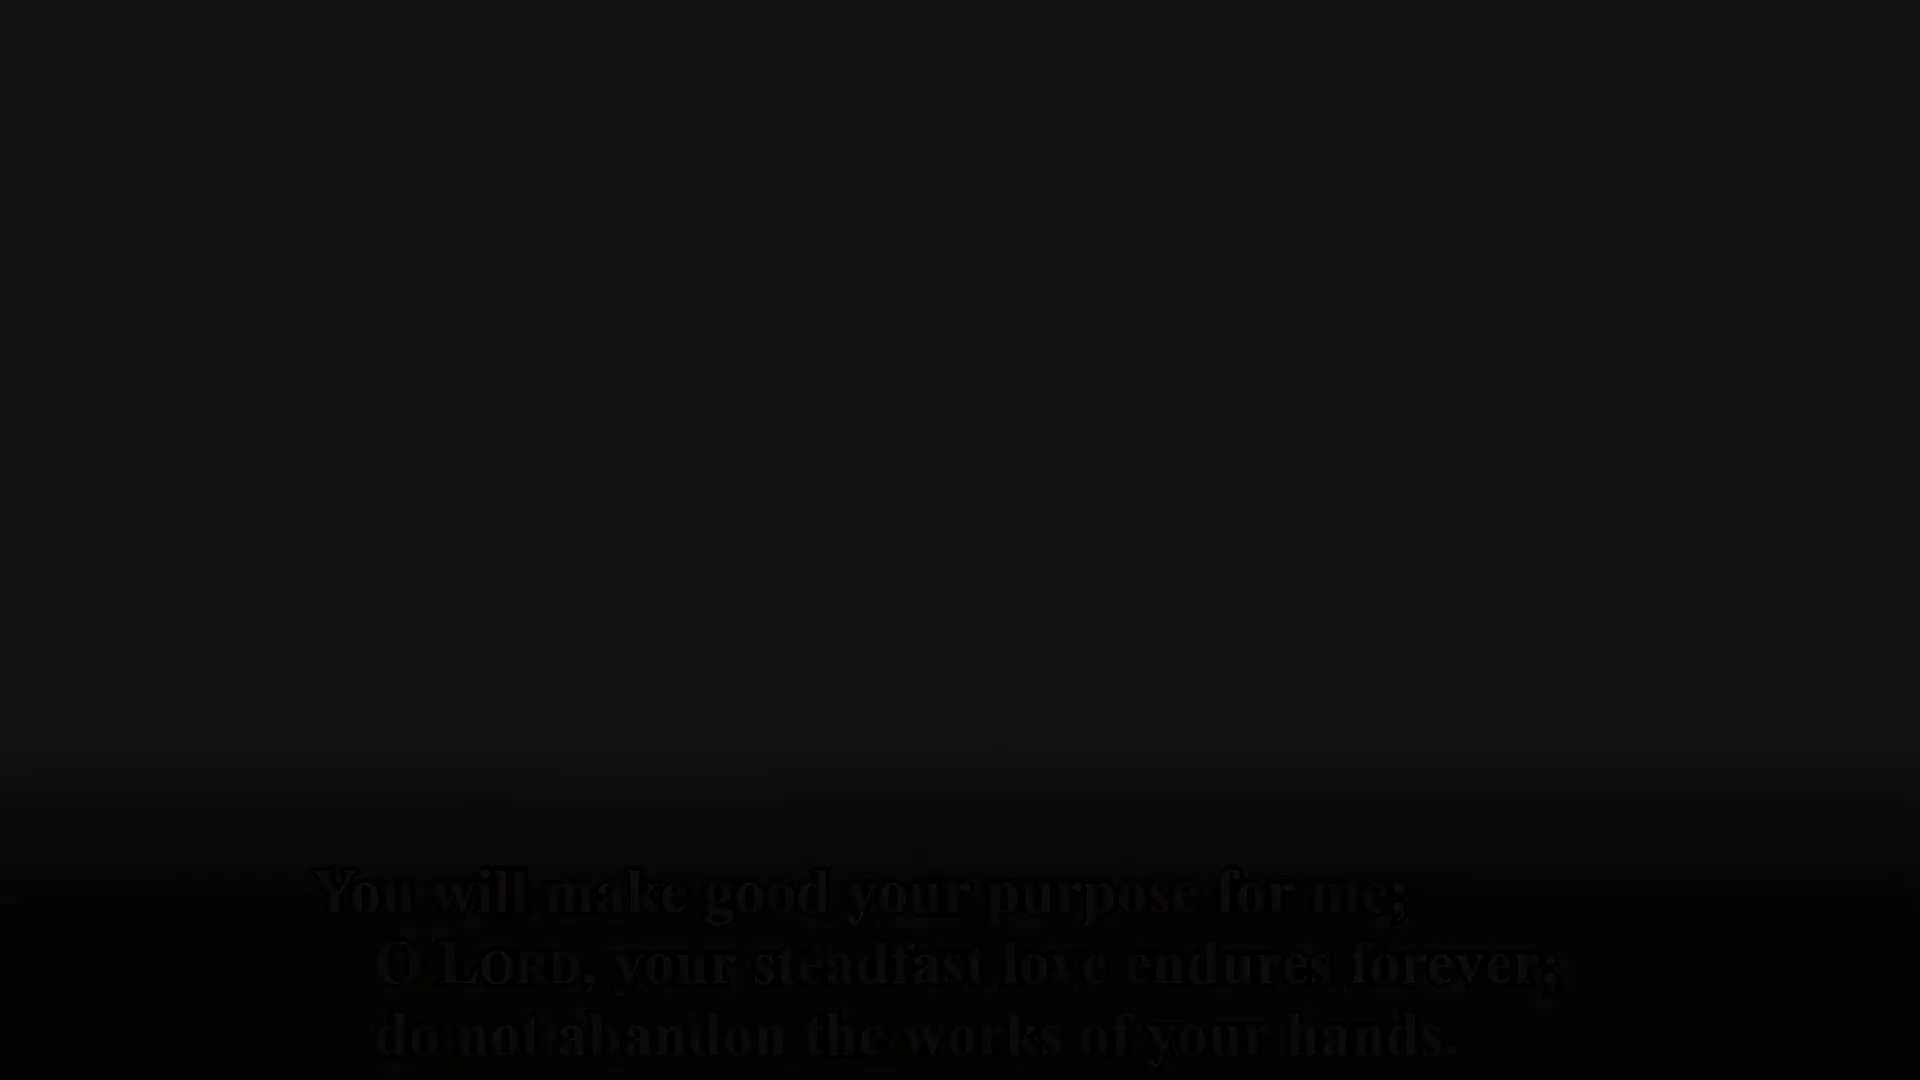 You will make good your purpose for me;
O LORD, your steadfast love endures forever;
do not abandon the works of your hands.